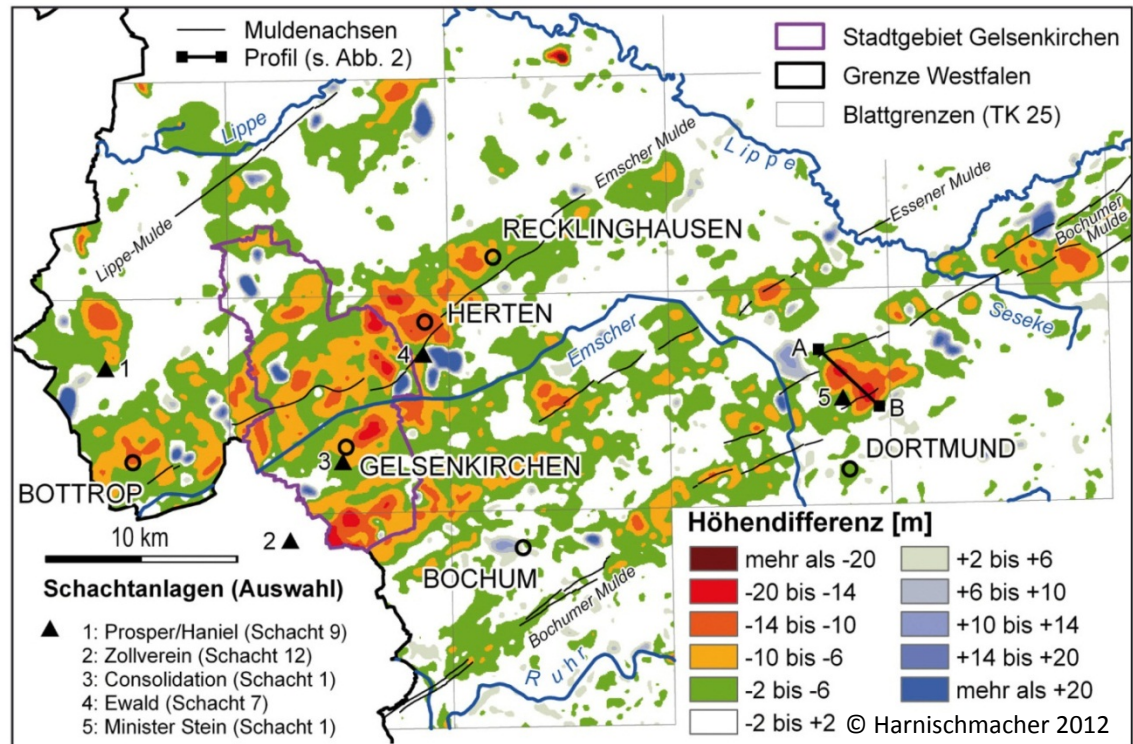 Muldenachsen
Profil (s. Abb. 2)
Stadtgebiet Gelsenkirchen
Grenze Westfalen
Blattgrenzen (TK 25)
Lippe
Lippe
Emscher Mulde
Essener Mulde
Bochumer Mulde
Lippe-Mulde
RECKLINGHAUSEN
HERTEN
Emscher
Seseke
A
4
1
5
B
3
GELSENKIRCHEN
DORTMUND
BOTTROP
10 km
2
BOCHUM
Bochumer Mulde
Ruhr
Schachtanlagen (Auswahl)
1: Prosper/Haniel (Schacht 9)
2: Zollverein (Schacht 12)
3: Consolidation (Schacht 1)
4: Ewald (Schacht 7)
5: Minister Stein (Schacht 1)
Höhendifferenz [m]
mehr als -20
-20 bis -14
-14 bis -10
-10 bis -6
-2 bis -6
-2 bis +2
+2 bis +6
+6 bis +10
+10 bis +14
+14 bis +20
mehr als +20
© Harnischmacher 2012